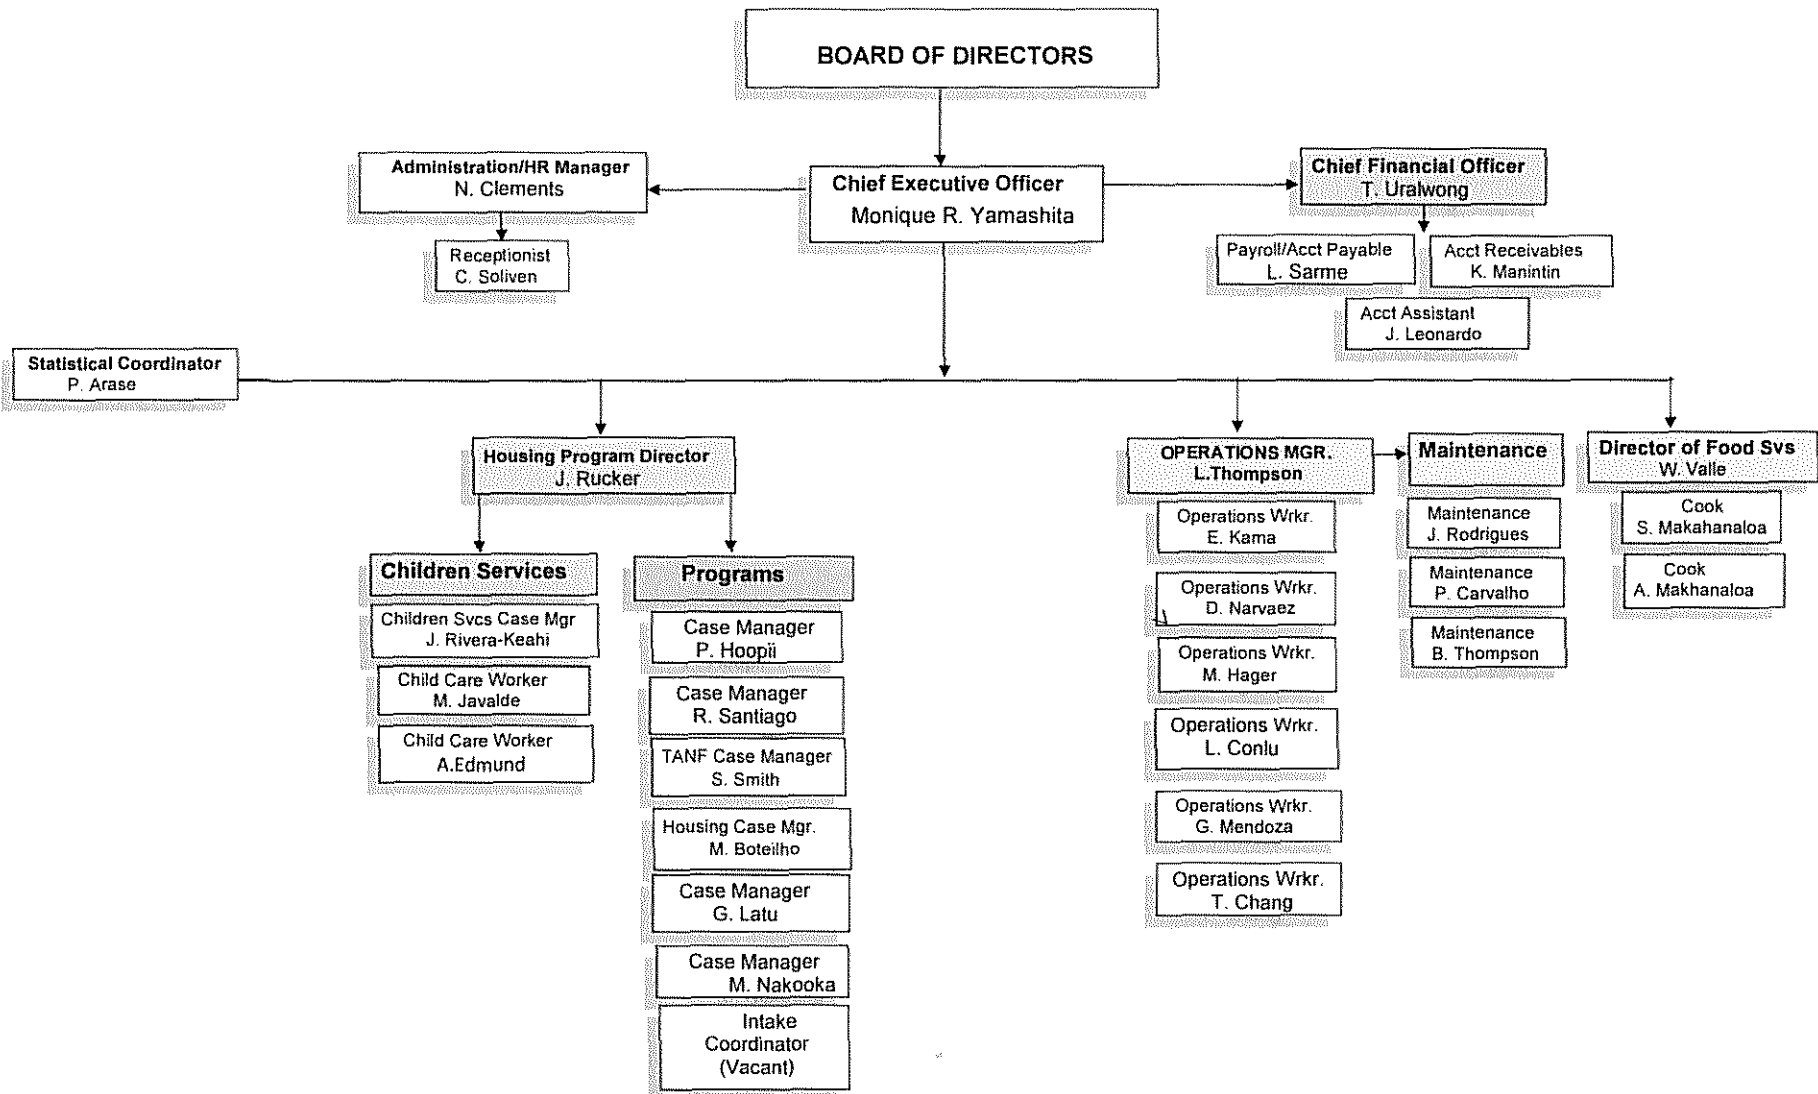 BOARD OF DIRECTORS
Administration/HR Manager
N. Clements
Chief Executive Officer
Monique R. Yamashita
Chief Financial Officer
T. Uralwong
Receptionist
C. Soliven
Payroll/Acct Payable
L. Sarme
Acct Receivables
K. Manintin
Acct Assistant
J. Leonardo
Statistical Coordinator
P. Arase
Housing Program Director
J. Rucker
Children Services
Children Svcs Case Mgr
J. Rivera-Keahi
Child Care Worker
M. Javalde
Child Care Worker
A.Edmund
Programs
Case Manager
P. Hoopii
Case Manager
R. Santiago
TANF Case Manager
S. Smith
Housing Case Mgr.
M. Boteilho
Case Manager
G. Latu
Case Manager
M. Nakooka
Intake
Coordinator
(Vacant)
OPERATIONS MGR.
L.Thompson
Operations Wrkr.
E. Kama
Operations Wrkr.
D. Narvaez
Operations Wrkr.
M. Hager
Operations Wrkr.
L. Conlu
Operations Wrkr.
G. Mendoza
Operations Wrkr.
T. Chang
Maintenance
Maintenance
J. Rodrigues
Maintenance
P. Carvalho
Maintenance
B. Thompson
Director of Food Svs
W. Valle
Cook
S. Makahanaloa
Cook
A. Makhanaloa